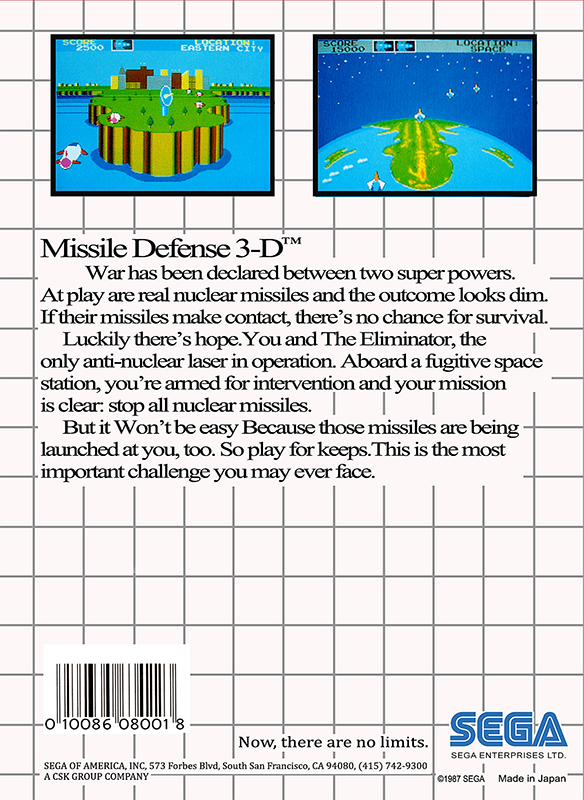 SCORE
2500
LOCATION:
EASTERN CITY
SCORE
15000
LOCATION:
SPACE
Missile Defense 3-D™
War has been declared between two super powers.
At play are real nuclear missiles and the outcome looks dim.
If their missiles make contact, there's no chance for survival.
Luckily there's hope.You and The Eliminator, the
only anti-nuclear laser in operation. Aboard a fugitive space
station, you're armed for intervention and your mission
is clear: stop all nuclear missiles.
But it Won't be easy Because those missiles are being
launched at you, too. So play for keeps.This is the most
important challenge you may ever face.
0 10086 08001 8
Now, there are no limits.
SEGA
SEGA ENTERPRISES LTD.
SEGA OF AMERICA, INC, 573 Forbes Blvd, South San Francisco, CA 94080, (415) 742-9300
A CSK GROUP COMPANY
©1987 SEGA Made in Japan